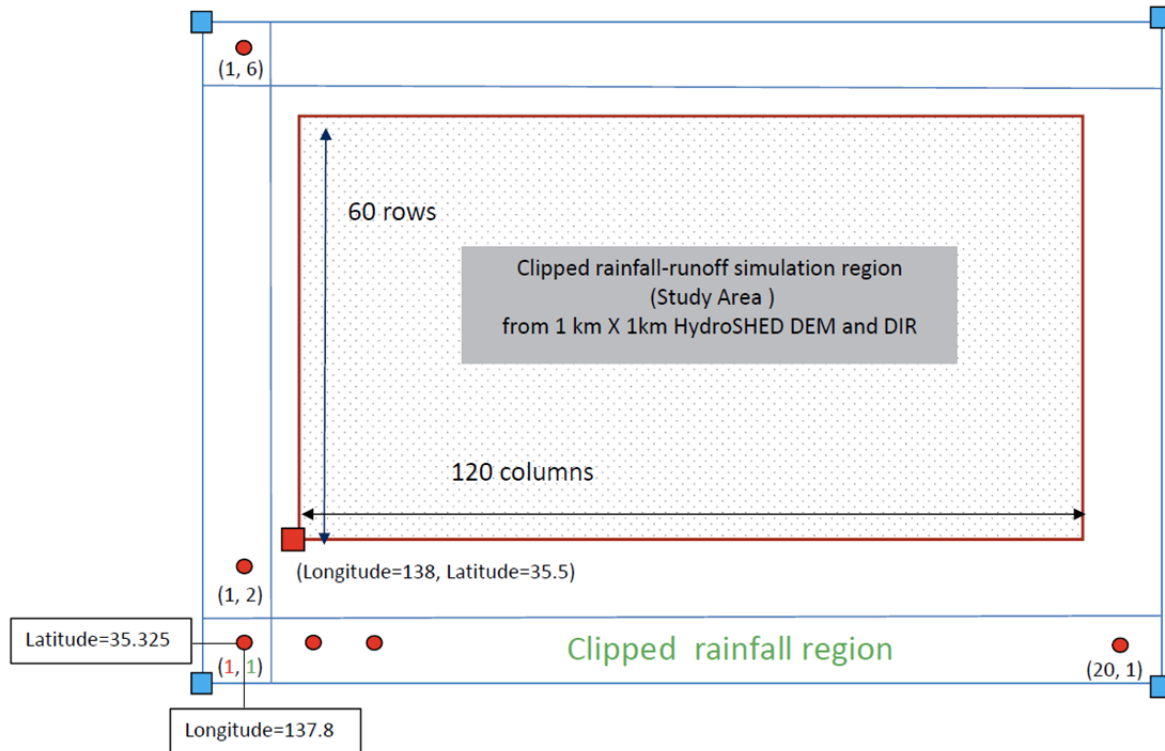 (1, 6)
60 rows
Clipped rainfall-runoff simulation region
(Study Area )
from 1 km X 1km HydroSHED DEM and DIR
120 columns
(Longitude=138, Latitude=35.5)
(1, 2)
Latitude=35.325
Clipped rainfall region
(1, 1)
(20, 1)
Longitude=137.8